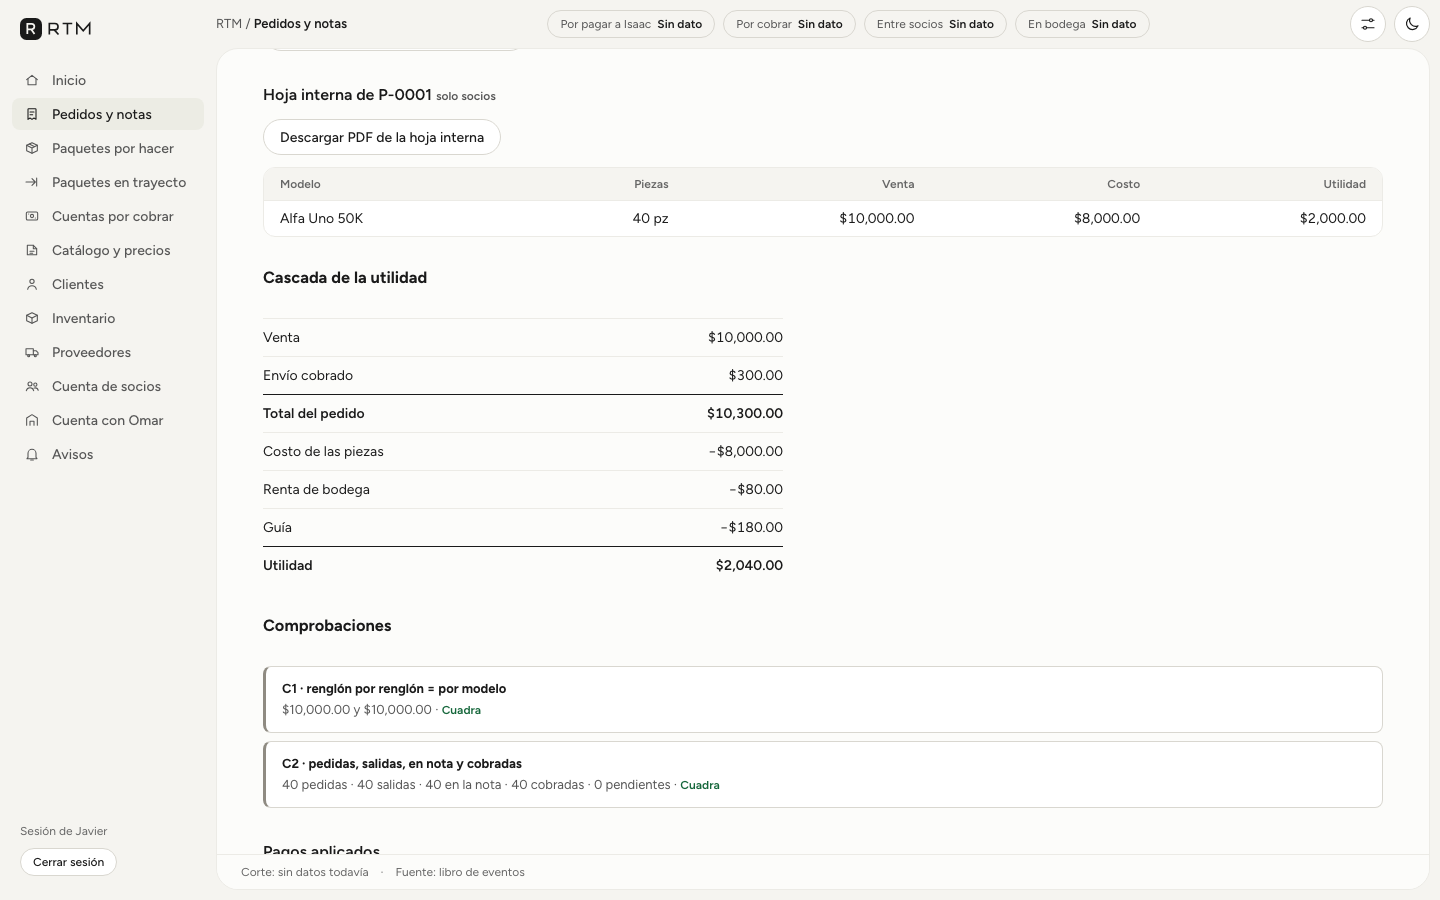 R RTM
RTM / Pedidos y notas
Por pagar a Isaac Sin dato
Por cobrar Sin dato
Entre socios Sin dato
En bodega Sin dato
Inicio
Pedidos y notas
Paquetes por hacer
Paquetes en trayecto
Cuentas por cobrar
Catálogo y precios
Clientes
Inventario
Proveedores
Cuenta de socios
Cuenta con Omar
Avisos
Sesión de Javier
Cerrar sesión
Hoja interna de P-0001 solo socios
Descargar PDF de la hoja interna
Modelo Piezas Venta Costo Utilidad
Alfa Uno 50K 40 pz $10,000.00 $8,000.00 $2,000.00
Cascada de la utilidad
Venta $10,000.00
Envío cobrado $300.00
Total del pedido $10,300.00
Costo de las piezas −$8,000.00
Renta de bodega −$80.00
Guía −$180.00
Utilidad $2,040.00
Comprobaciones
C1 · renglón por renglón = por modelo
$10,000.00 y $10,000.00 · Cuadra
C2 · pedidas, salidas, en nota y cobradas
40 pedidas · 40 salidas · 40 en la nota · 40 cobradas · 0 pendientes · Cuadra
Pagos aplicados
Corte: sin datos todavía · Fuente: libro de eventos